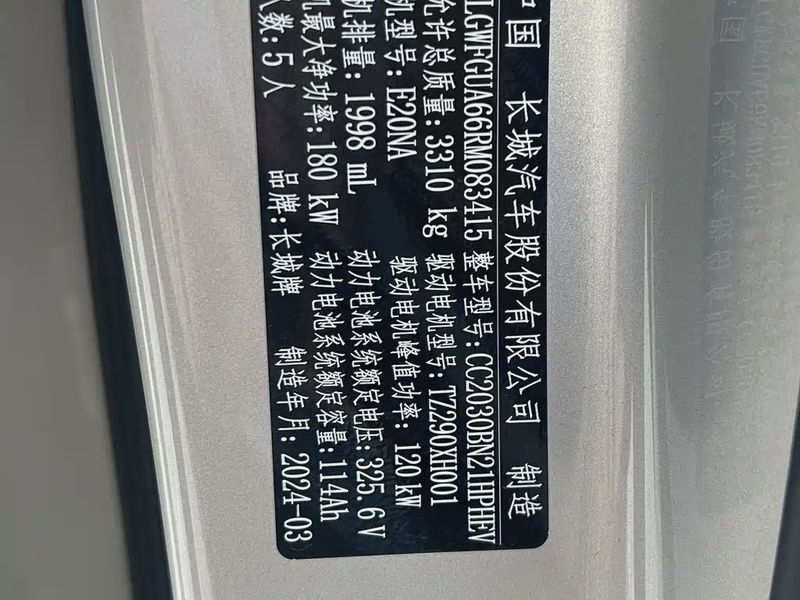 中国 长城汽车股份有限公司 制造
LGWFGUA66RM083415 整车型号:CC2030BN21HPHEV
允许总质量:3310 kg 驱动电机型号:TZ290XH001
机型号:E20NA 驱动电机峰值功率:120 kW
机排量:1998 mL 动力电池系统额定电压:325.6 V
机最大净功率:180 kW 动力电池系统额定容量:114Ah
人数:5人 品牌:长城牌 制造年月:2024-03